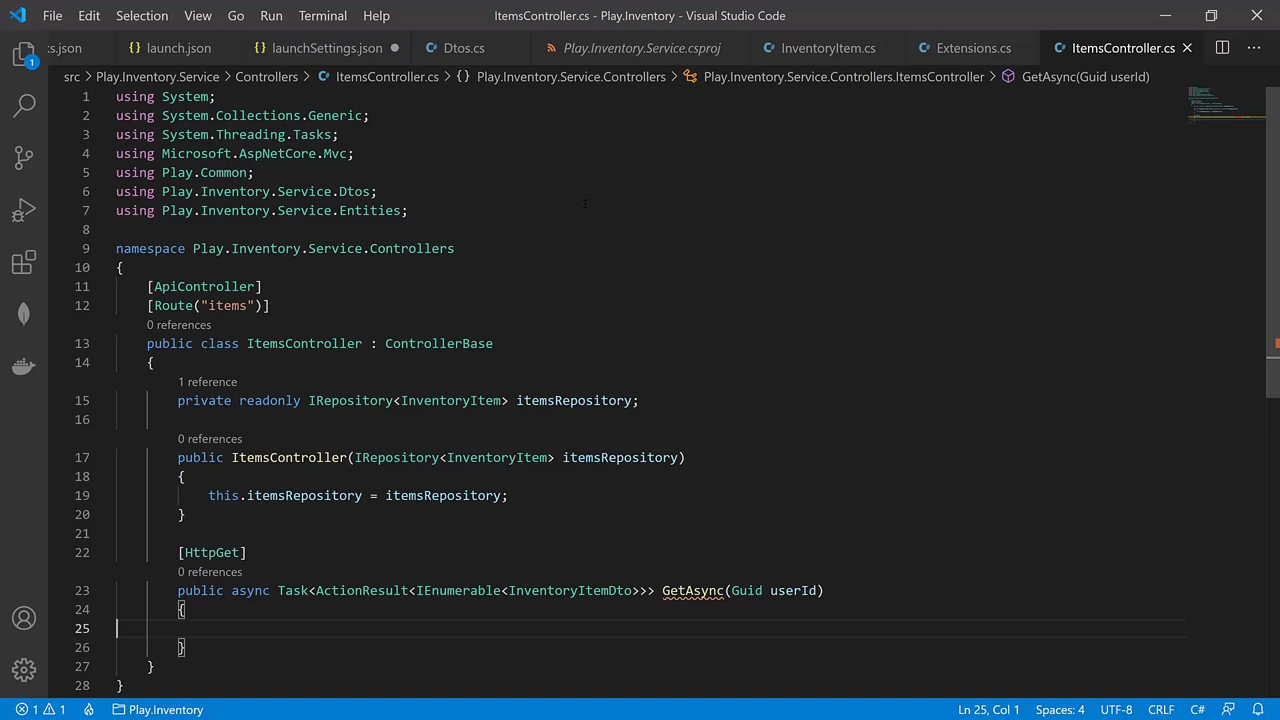 File Edit Selection View Go Run Terminal Help ItemsController.cs - Play.Inventory - Visual Studio Code
s.json launch.json launchSettings.json Dtos.cs Play.Inventory.Service.csproj InventoryItem.cs Extensions.cs ItemsController.cs
src > Play.Inventory.Service > Controllers > ItemsController.cs > {} Play.Inventory.Service.Controllers > Play.Inventory.Service.Controllers.ItemsController > GetAsync(Guid userId)
1 using System;
2 using System.Collections.Generic;
3 using System.Threading.Tasks;
4 using Microsoft.AspNetCore.Mvc;
5 using Play.Common;
6 using Play.Inventory.Service.Dtos;
7 using Play.Inventory.Service.Entities;
8
9 namespace Play.Inventory.Service.Controllers
10 {
11 [ApiController]
12 [Route("items")]
0 references
13 public class ItemsController : ControllerBase
14 {
1 reference
15 private readonly IRepository<InventoryItem> itemsRepository;
16
0 references
17 public ItemsController(IRepository<InventoryItem> itemsRepository)
18 {
19 this.itemsRepository = itemsRepository;
20 }
21
22 [HttpGet]
0 references
23 public async Task<ActionResult<IEnumerable<InventoryItemDto>>> GetAsync(Guid userId)
24 {
25
26 }
27 }
28 }
1
1 1 Play.Inventory Ln 25, Col 1 Spaces: 4 UTF-8 CRLF C#